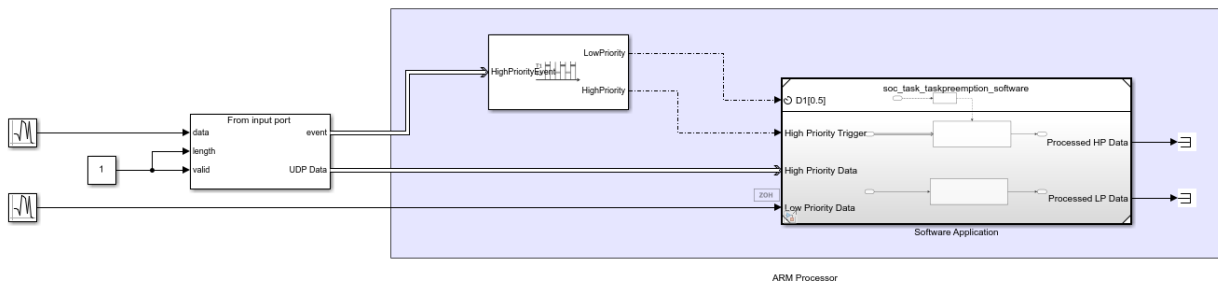 LowPriority
HighPriorityEvent
HighPriority
From input port
data
event
length
1
valid
UDP Data
soc_task_taskpreemption_software
D1[0.5]
High Priority Trigger
Processed HP Data
High Priority Data
ZOH
Low Priority Data
Processed LP Data
Software Application
ARM Processor